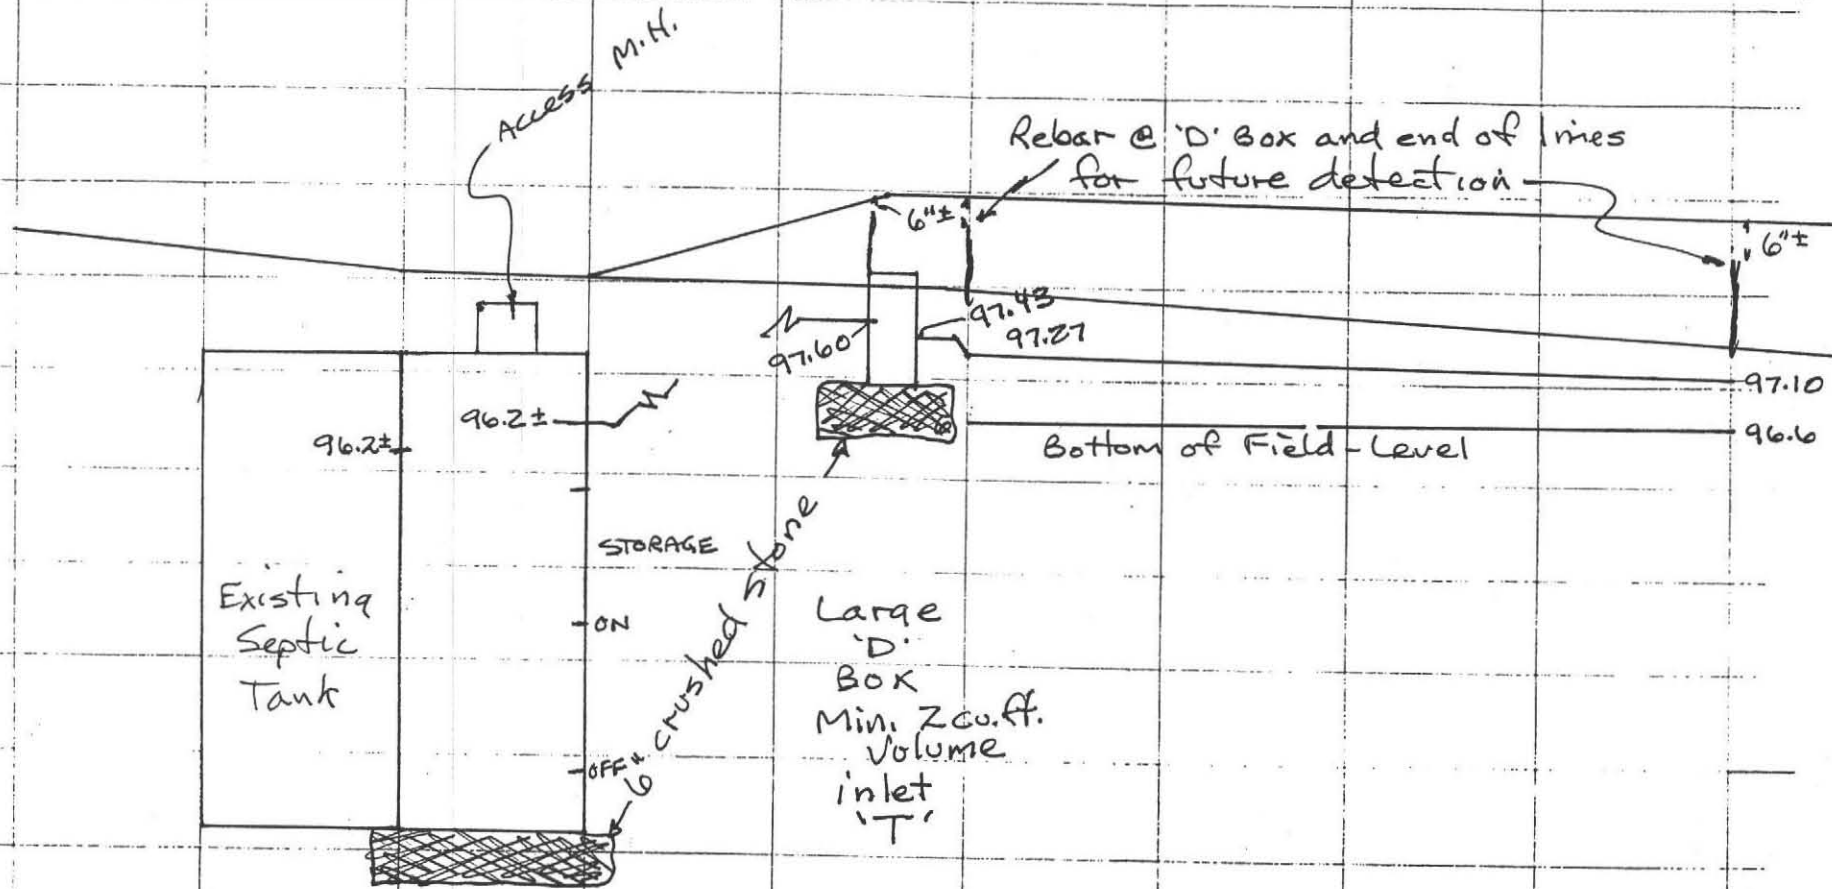 Access M.H.
Rebar @ 'D' Box and end of lines
for future detection
6"±
6"±
97.43
97.27
97.60
97.10
96.2±
96.2±
96.6
Bottom of Field-Level
STORAGE
Existing
Septic
Tank
ON
OFF
6" crushed stone
Large
'D'
Box
Min. 2 cu.ft.
Volume
inlet
'T'